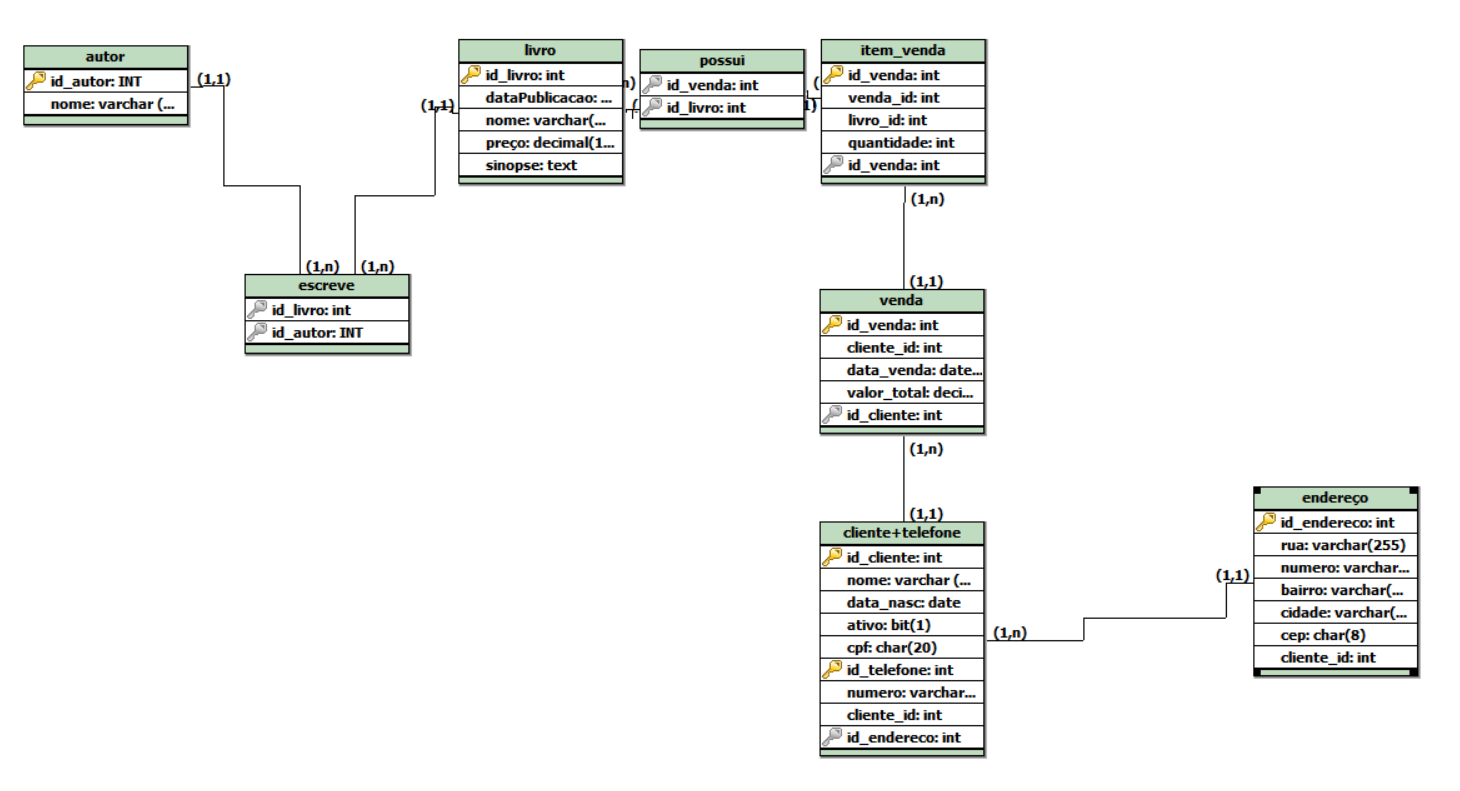 autor
id_autor: INT
nome: varchar (...
(1,1)
livro
id_livro: int
dataPublicacao: ...
nome: varchar(...
preço: decimal(1...
sinopse: text
(1,1)
n)
(
possui
id_venda: int
id_livro: int
(
1)
item_venda
id_venda: int
venda_id: int
livro_id: int
quantidade: int
id_venda: int
(1,n)
(1,n)
(1,n)
escreve
id_livro: int
id_autor: INT
(1,1)
venda
id_venda: int
cliente_id: int
data_venda: date...
valor_total: deci...
id_cliente: int
(1,n)
(1,1)
cliente+telefone
id_cliente: int
nome: varchar (...
data_nasc: date
ativo: bit(1)
cpf: char(20)
id_telefone: int
numero: varchar...
cliente_id: int
id_endereco: int
(1,n)
(1,1)
endereço
id_endereco: int
rua: varchar(255)
numero: varchar...
bairro: varchar(...
cidade: varchar(...
cep: char(8)
cliente_id: int